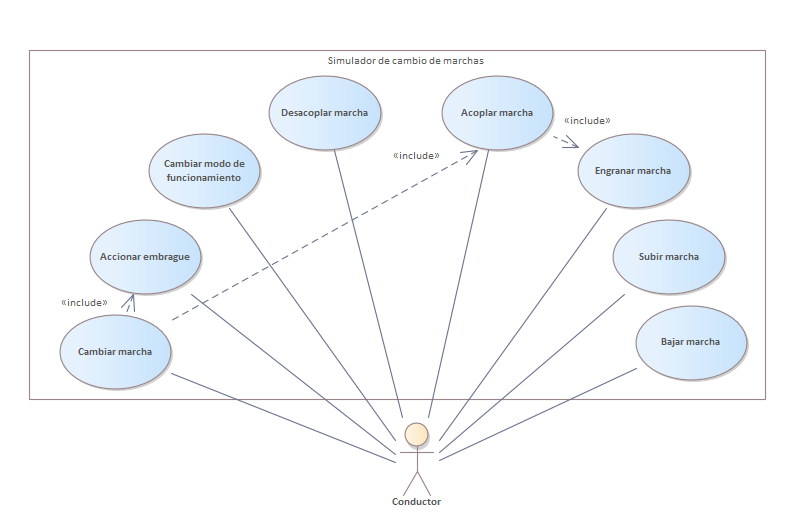 Simulador de cambio de marchas
Desacoplar marcha
Acoplar marcha
«include»
Cambiar modo de
funcionamiento
«include»
Engranar marcha
Accionar embrague
Subir marcha
«include»
Cambiar marcha
Bajar marcha
Conductor